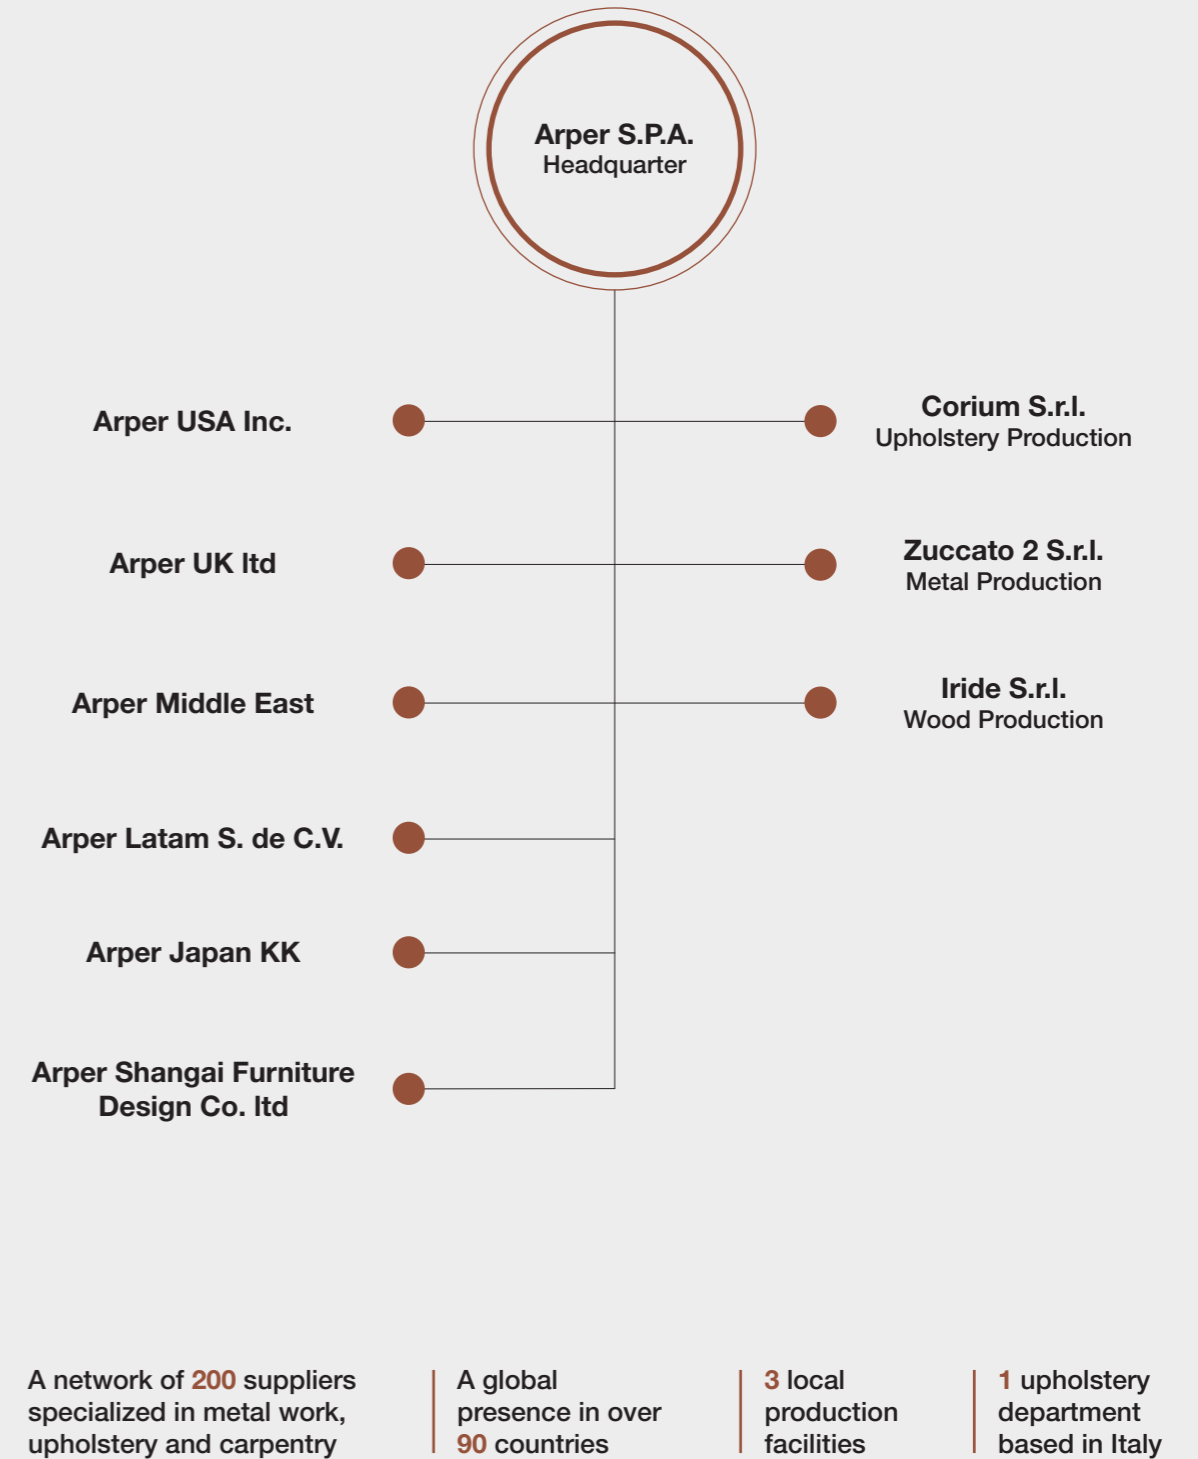 Arper S.P.A.
Headquarter
Arper USA Inc.
Corium S.r.l.
Upholstery Production
Arper UK ltd
Zuccato 2 S.r.l.
Metal Production
Arper Middle East
Iride S.r.l.
Wood Production
Arper Latam S. de C.V.
Arper Japan KK
Arper Shangai Furniture
Design Co. ltd
A network of 200 suppliers
specialized in metal work,
upholstery and carpentry
A global
presence in over
90 countries
3 local
production
facilities
1 upholstery
department
based in Italy